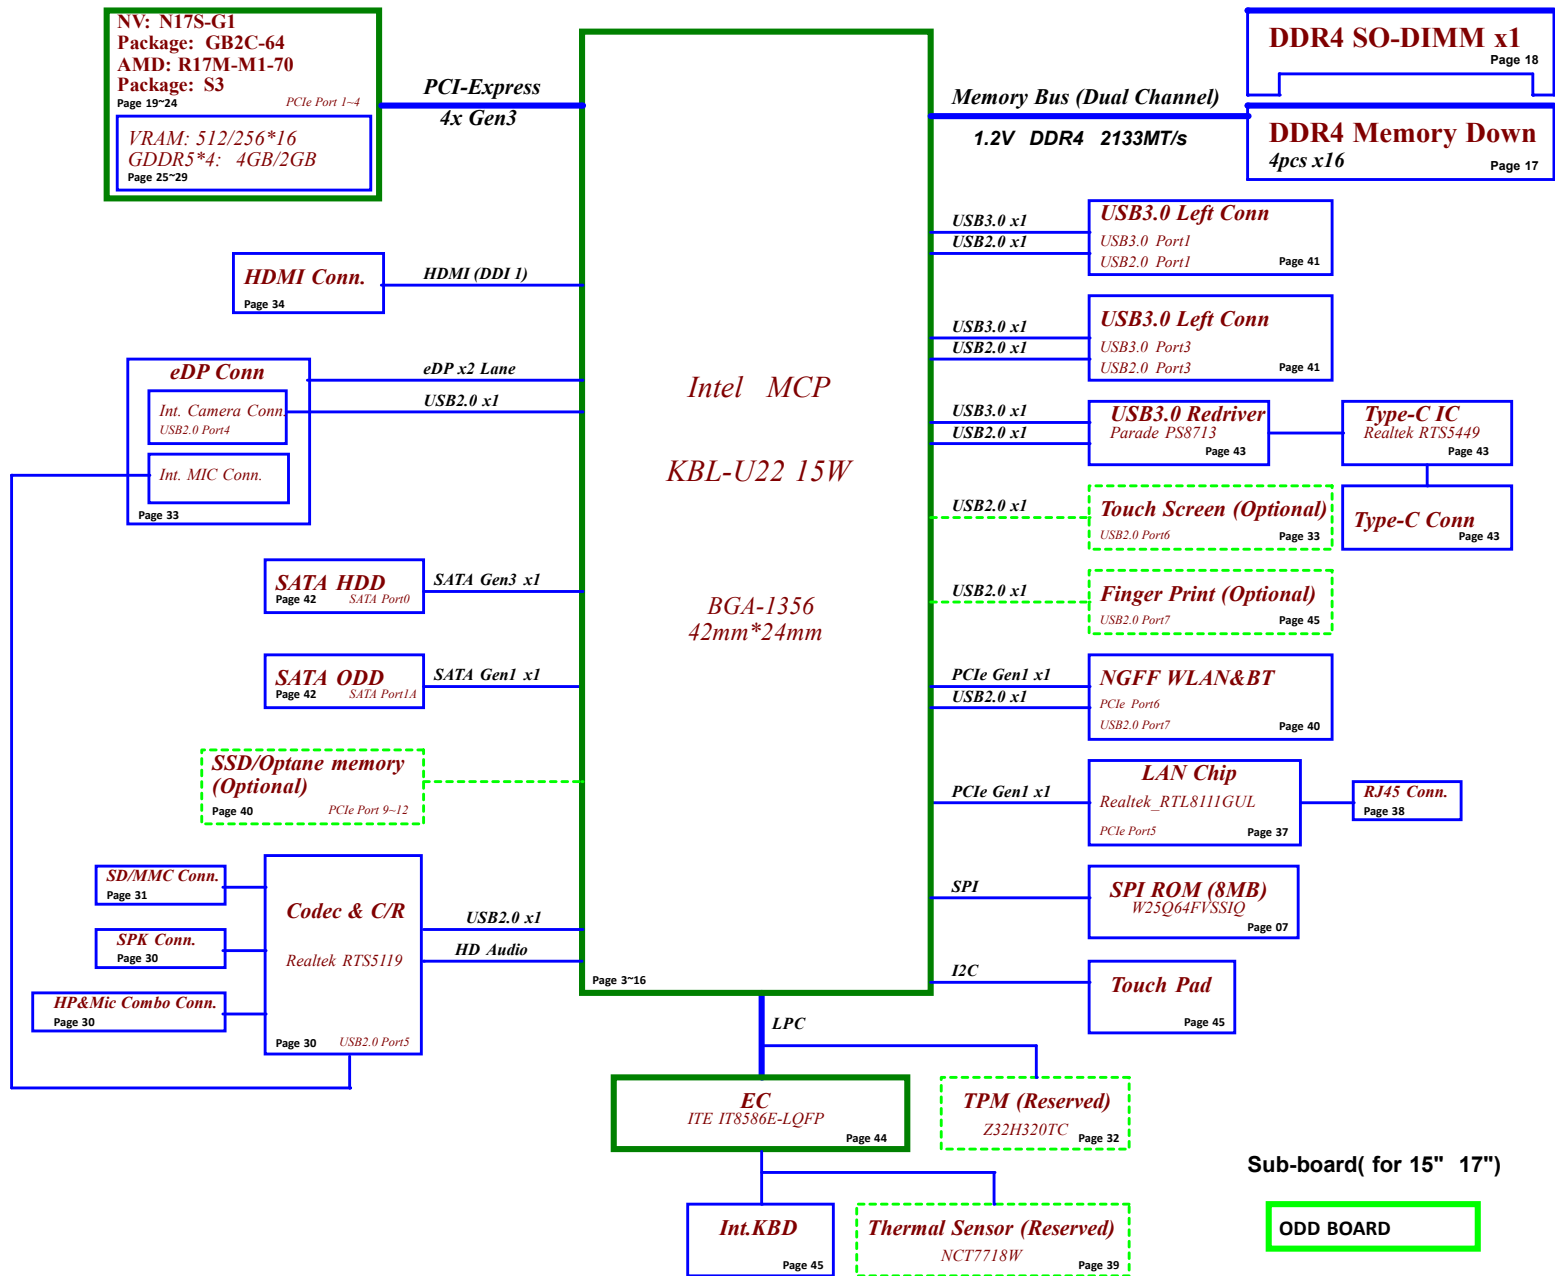 NV: N17S-G1
Package: GB2C-64
AMD: R17M-M1-70
Package: S3
Page 19~24
PCIe Port 1~4
VRAM: 512/256*16
GDDR5*4: 4GB/2GB
Page 25~29
PCI-Express
4x Gen3
HDMI Conn.
Page 34
HDMI (DDI 1)
eDP Conn
Int. Camera Conn.
USB2.0 Port4
Int. MIC Conn.
Page 33
eDP x2 Lane
USB2.0 x1
SATA HDD
Page 42
SATA Port0
SATA Gen3 x1
SATA ODD
Page 42
SATA Port1A
SATA Gen1 x1
SSD/Optane memory
(Optional)
Page 40
PCIe Port 9~12
SD/MMC Conn.
Page 31
SPK Conn.
Page 30
HP&Mic Combo Conn.
Page 30
Codec & C/R
Realtek RTS5119
Page 30
USB2.0 Port5
USB2.0 x1
HD Audio
Intel MCP
KBL-U22 15W
BGA-1356
42mm*24mm
Page 3~16
Memory Bus (Dual Channel)
1.2V DDR4 2133MT/s
DDR4 SO-DIMM x1
Page 18
DDR4 Memory Down
4pcs x16
Page 17
USB3.0 x1
USB2.0 x1
USB3.0 Left Conn
USB3.0 Port1
USB2.0 Port1
Page 41
USB3.0 x1
USB2.0 x1
USB3.0 Left Conn
USB3.0 Port3
USB2.0 Port3
Page 41
USB3.0 x1
USB2.0 x1
USB3.0 Redriver
Parade PS8713
Page 43
Type-C IC
Realtek RTS5449
Page 43
Type-C Conn
Page 43
USB2.0 x1
Touch Screen (Optional)
USB2.0 Port6
Page 33
USB2.0 x1
Finger Print (Optional)
USB2.0 Port7
Page 45
PCIe Gen1 x1
USB2.0 x1
NGFF WLAN&BT
PCIe Port6
USB2.0 Port7
Page 40
PCIe Gen1 x1
LAN Chip
Realtek_RTL8111GUL
PCIe Port5
Page 37
RJ45 Conn.
Page 38
SPI
SPI ROM (8MB)
W25Q64FVSSIQ
Page 07
I2C
Touch Pad
Page 45
LPC
EC
ITE IT8586E-LQFP
Page 44
TPM (Reserved)
Z32H320TC
Page 32
Int.KBD
Page 45
Thermal Sensor (Reserved)
NCT7718W
Page 39
Sub-board( for 15" 17")
ODD BOARD